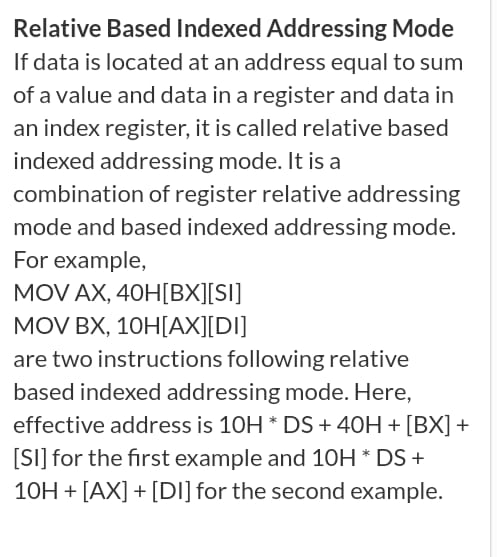 Relative Based Indexed Addressing Mode
If data is located at an address equal to sum
of a value and data in a register and data in
an index register, it is called relative based
indexed addressing mode. It is a
combination of register relative addressing
mode and based indexed addressing mode.
For example,
MOV AX, 40H[BX][SI]
MOV BX, 10H[AX][DI]
are two instructions following relative
based indexed addressing mode. Here,
effective address is 10H * DS + 40H + [BX] +
[SI] for the first example and 10H * DS +
10H + [AX] + [DI] for the second example.